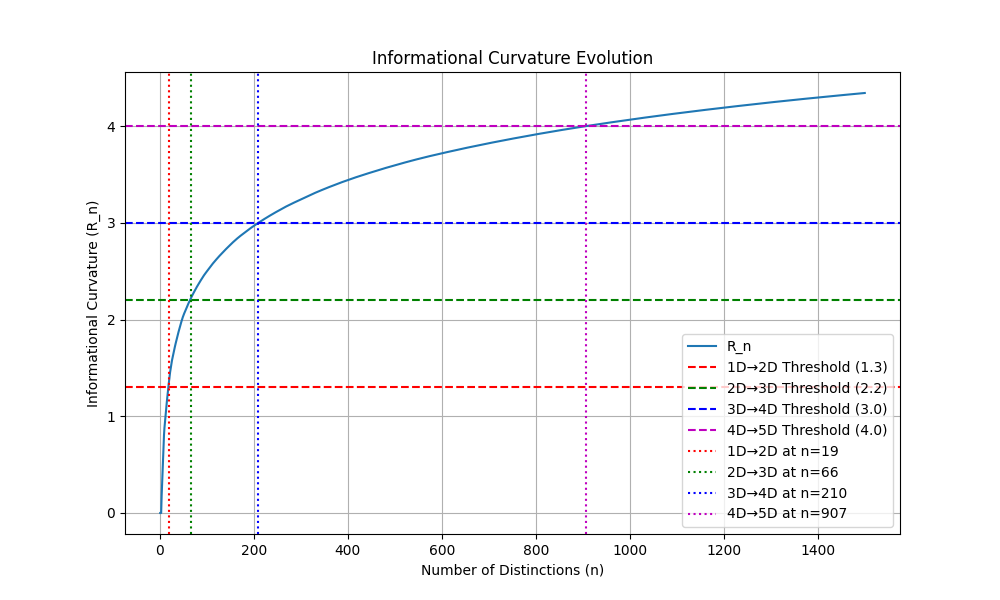 Informational Curvature Evolution
Informational Curvature (R_n)
4
3
2
1
0
R_n
1D→2D Threshold (1.3)
2D→3D Threshold (2.2)
3D→4D Threshold (3.0)
4D→5D Threshold (4.0)
1D→2D at n=19
2D→3D at n=66
3D→4D at n=210
4D→5D at n=907
0 200 400 600 800 1000 1200 1400
Number of Distinctions (n)